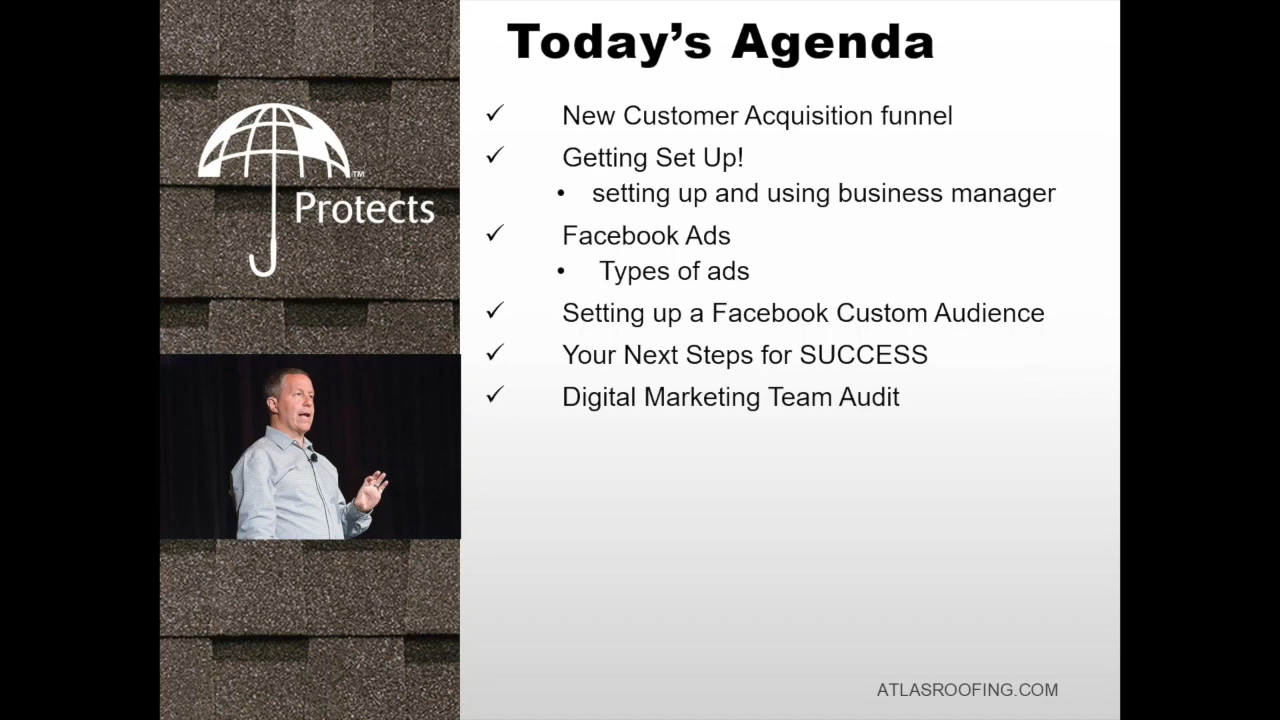 Today’s Agenda
✓ New Customer Acquisition funnel
✓ Getting Set Up!
• setting up and using business manager
✓ Facebook Ads
• Types of ads
✓ Setting up a Facebook Custom Audience
✓ Your Next Steps for SUCCESS
✓ Digital Marketing Team Audit
TM
Protects
ATLASROOFING.COM